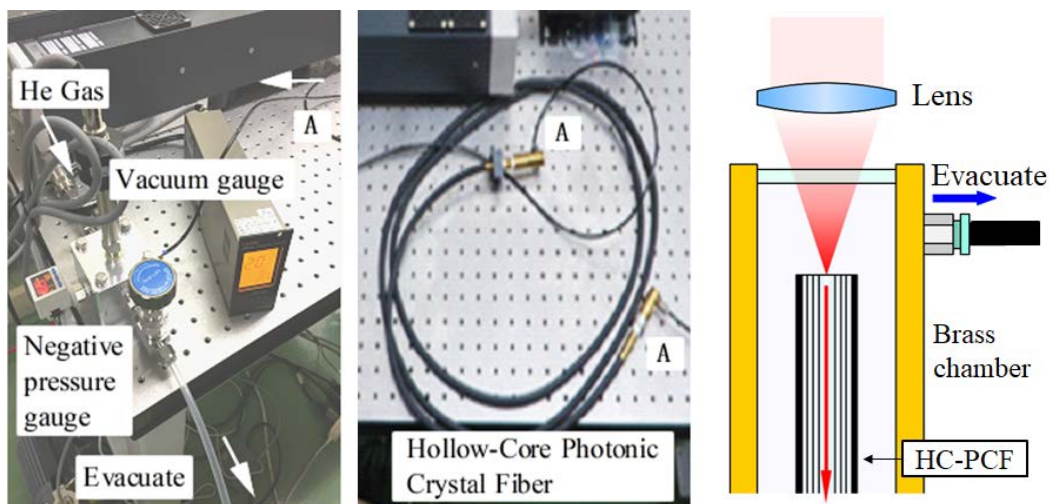 He Gas
A
Vacuum gauge
Negative
pressure
gauge
Evacuate
A
A
Hollow-Core Photonic
Crystal Fiber
Lens
Evacuate
Brass
chamber
HC-PCF